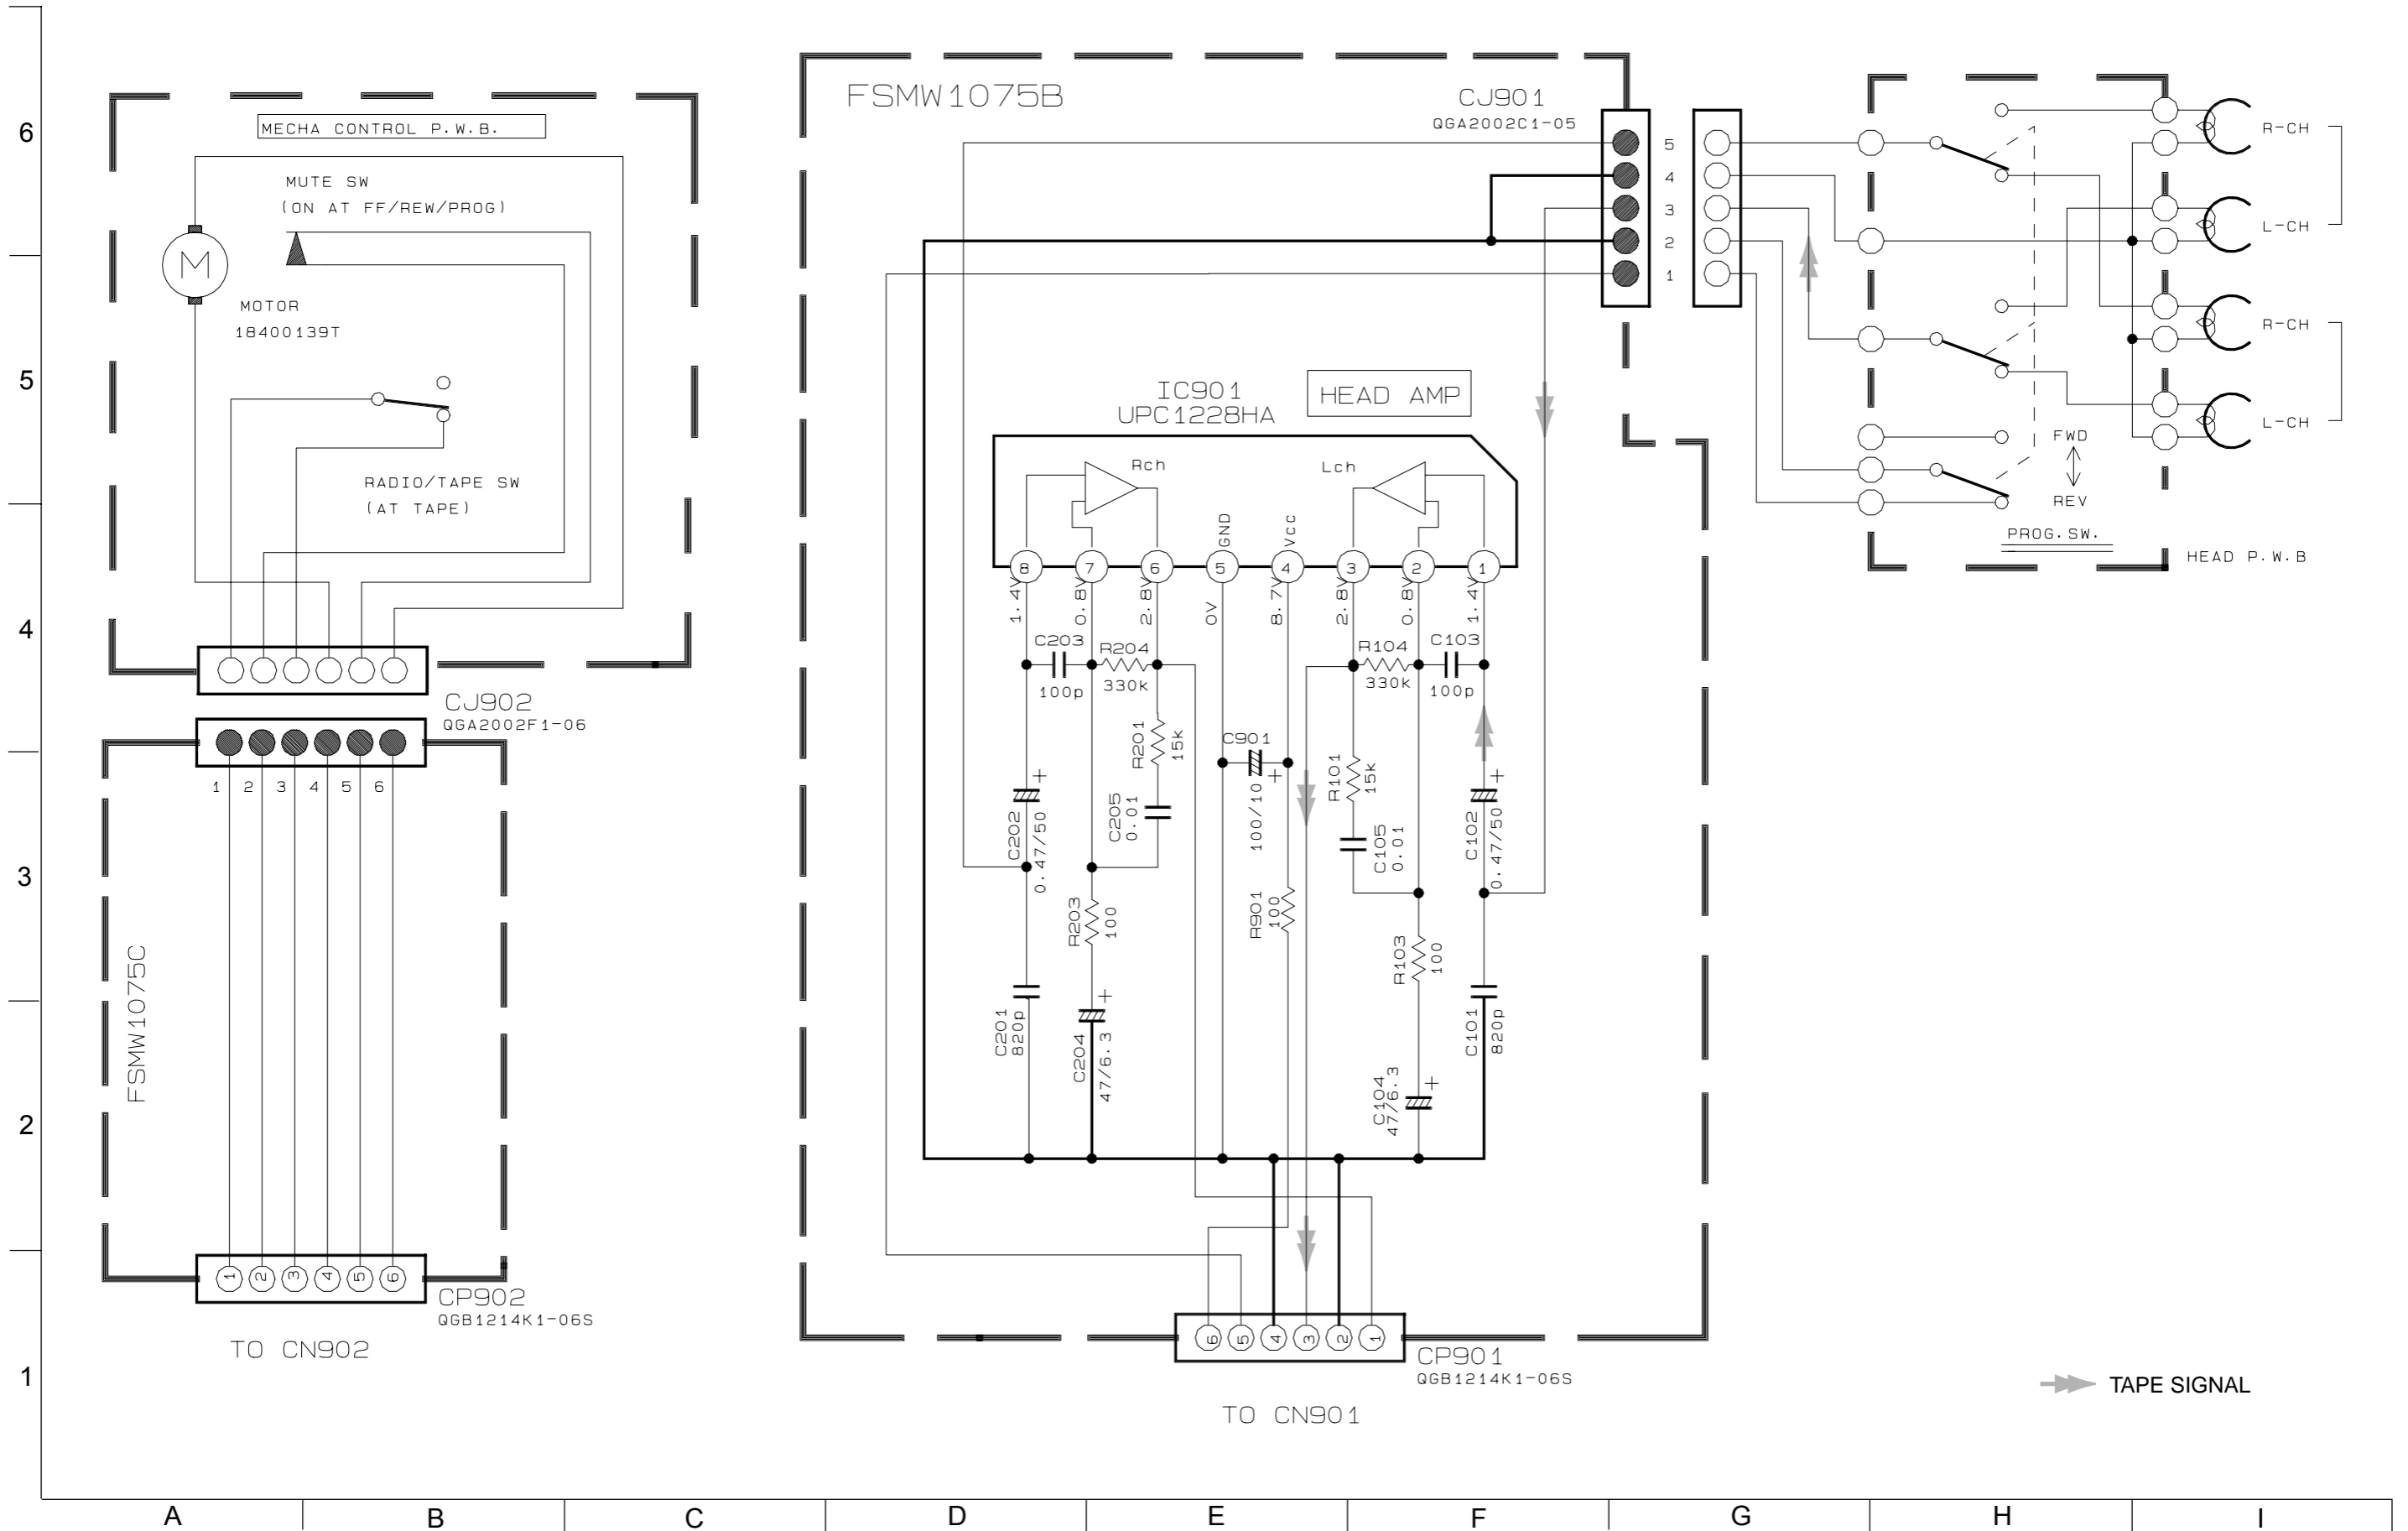 6
5
4
3
2
1
A
B
C
D
E
F
G
H
I
MECHA CONTROL P.W.B.
MUTE SW
(ON AT FF/REW/PROG)
M
MOTOR
18400139T
RADIO/TAPE SW
(AT TAPE)
CJ902
QGA2002F1-06
1 2 3 4 5 6
FSMW1075C
1 2 3 4 5 6
CP902
QGB1214K1-06S
TO CN902
FSMW1075B
CJ901
QGA2002C1-05
5
4
3
2
1
IC901
UPC1228HA
HEAD AMP
Rch
Lch
GND
Vcc
8 7 6 5 4 3 2 1
1.4V
0.8V
2.8V
0V
8.7V
2.8V
0.8V
1.4V
C203
100p
R204
330k
R104
330k
C103
100p
R201
15k
C901
+
100/10
R101
15k
C202
+
0.47/50
C205
0.01
C105
0.01
C102
+
0.47/50
R203
100
R901
100
R103
100
C201
820p
C204
+
47/6.3
C104
+
47/6.3
C101
820p
6 5 4 3 2 1
CP901
QGB1214K1-06S
TO CN901
R-CH
L-CH
R-CH
L-CH
FWD
REV
PROG.SW.
HEAD P.W.B
TAPE SIGNAL